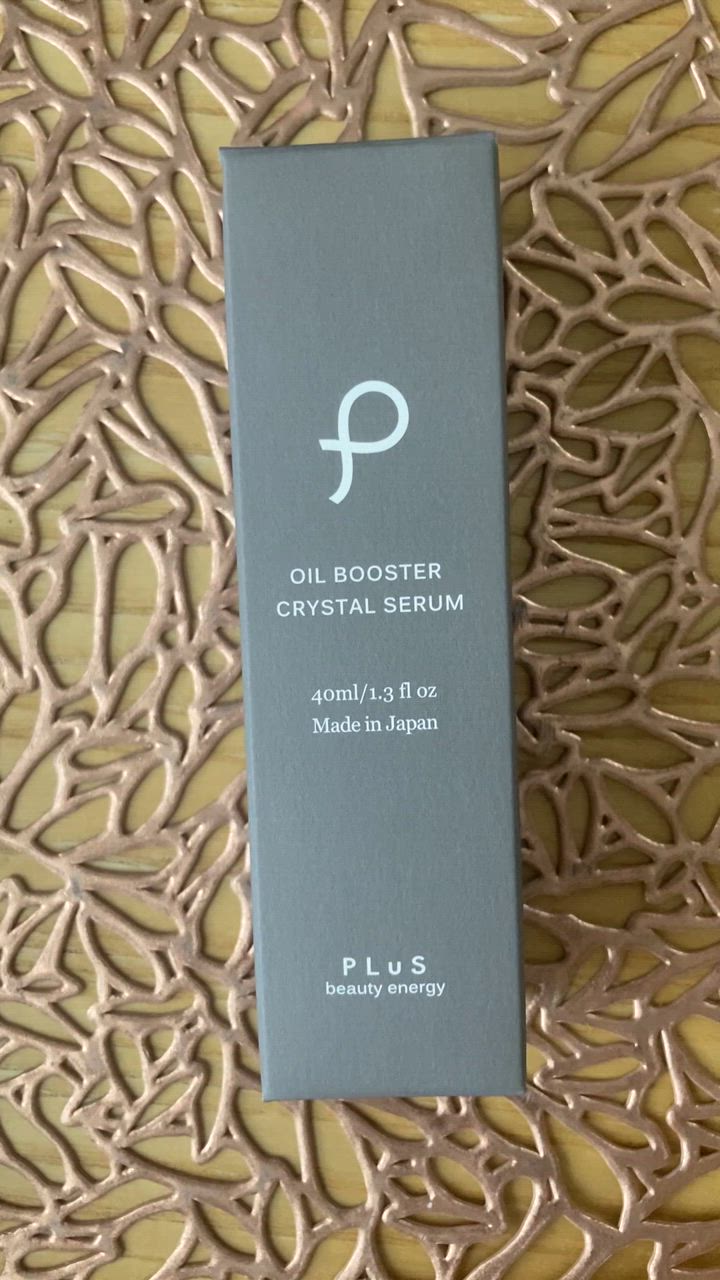 OIL BOOSTER
CRYSTAL SERUM
40ml/1.3 fl oz
Made in Japan
PLuS
beauty energy